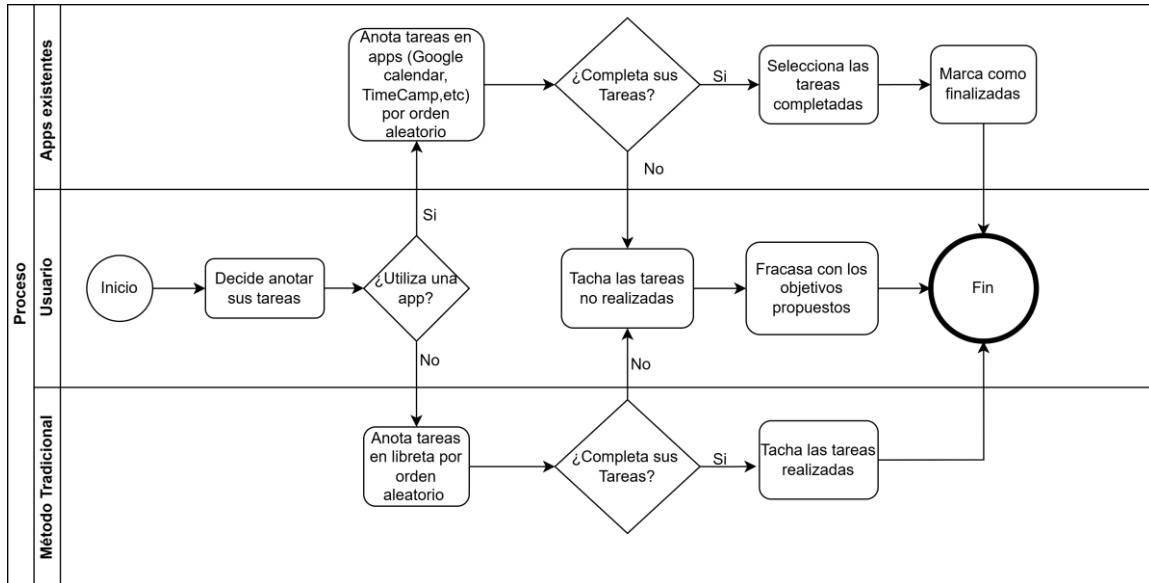 Proceso
Apps existentes
Anota tareas en
apps (Google
calendar,
TimeCamp,etc) por
orden
aleatorio
¿Completa sus
Tareas?
Si
Selecciona las
tareas
completadas
Marca como
finalizadas
No
Si
Usuario
Inicio
Decide anotar
sus tareas
¿Utiliza una
app?
Tacha las tareas
no realizadas
Fracasa con los
objetivos
propuestos
Fin
No
No
Método Tradicional
Anota tareas
en libreta por
orden
aleatorio
¿Completa sus
Tareas?
Si
Tacha las tareas
realizadas